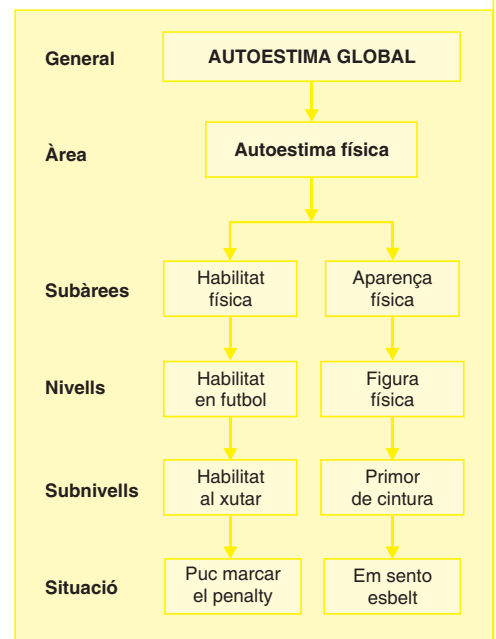 General
AUTOESTIMA GLOBAL
Àrea
Autoestima física
Subàrees
Habilitat
física
Aparença
física
Nivells
Habilitat
en futbol
Figura
física
Subnivells
Habilitat
al xutar
Primor
de cintura
Situació
Puc marcar
el penalty
Em sento
esbelt